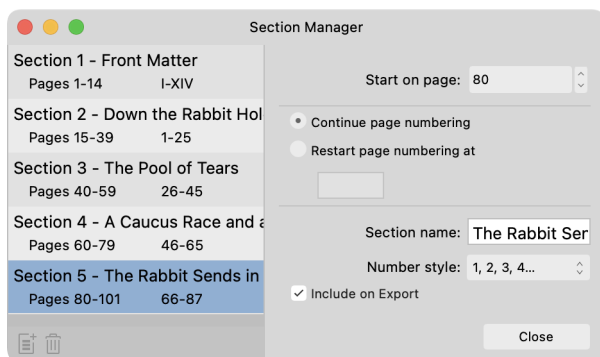 Section Manager
Section 1 - Front Matter
Pages 1-14 I-XIV
Section 2 - Down the Rabbit Hol
Pages 15-39 1-25
Section 3 - The Pool of Tears
Pages 40-59 26-45
Section 4 - A Caucus Race and a
Pages 60-79 46-65
Section 5 - The Rabbit Sends in
Pages 80-101 66-87
Start on page: 80
Continue page numbering
Restart page numbering at
Section name: The Rabbit Ser
Number style: 1, 2, 3, 4...
Include on Export
Close